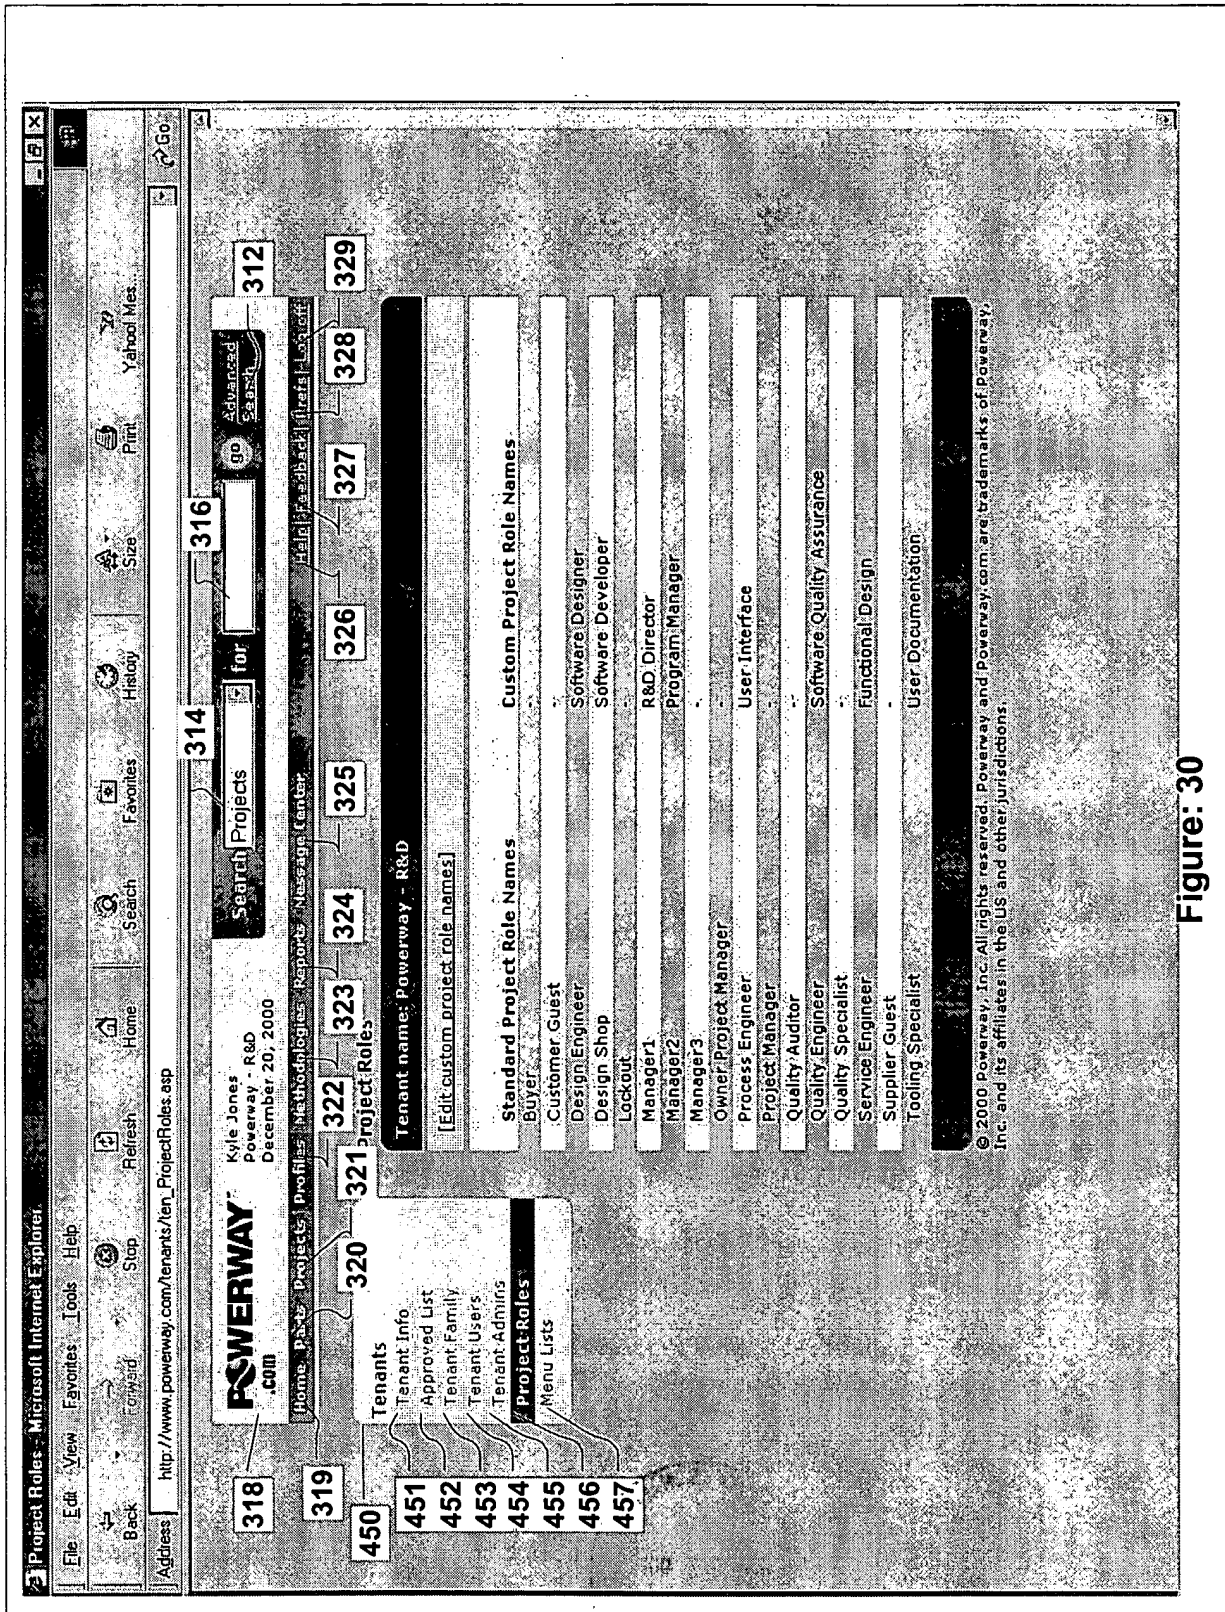 Project Roles - Microsoft Internet Explorer.
File Edit View Favorites Tools Help
Back Forward Stop Refresh Home Search Favorites History Size Print Yahoo! Mes...
Address http://www.powerway.com/tenants/ten_ProjectRoles.asp Go
314 316
318 POWERWAY .com
Kyle Jones
Powerway - R&D
December 20, 2000
Search Projects for go Advanced Search 312
319 Home Parts Projects Profiles Methodologies Reports Message Center Help Feedback Prefs Log off
320 321 322 323 324 325 326 327 328 329
450 Tenants
451 Tenant Info
452 Approved List
453 Tenant Family
454 Tenant Users
455 Tenant Admins
456 Project Roles
457 Menu Lists
Project Roles
Tenant name: Powerway - R&D
[Edit custom project role names]
Standard Project Role Names Custom Project Role Names
Buyer -
Customer Guest -
Design Engineer Software Designer
Design Shop Software Developer
Lockout -
Manager1 R&D Director
Manager2 Program Manager
Manager3 -
Owner Project Manager -
Process Engineer User Interface
Project Manager -
Quality Auditor -
Quality Engineer Software Quality Assurance
Quality Specialist -
Service Engineer Functional Design
Supplier Guest -
Tooling Specialist User Documentation
© 2000 Powerway, Inc. All rights reserved. Powerway and Powerway.com are trademarks of Powerway,
Inc. and its affiliates in the US and other jurisdictions.
Figure: 30